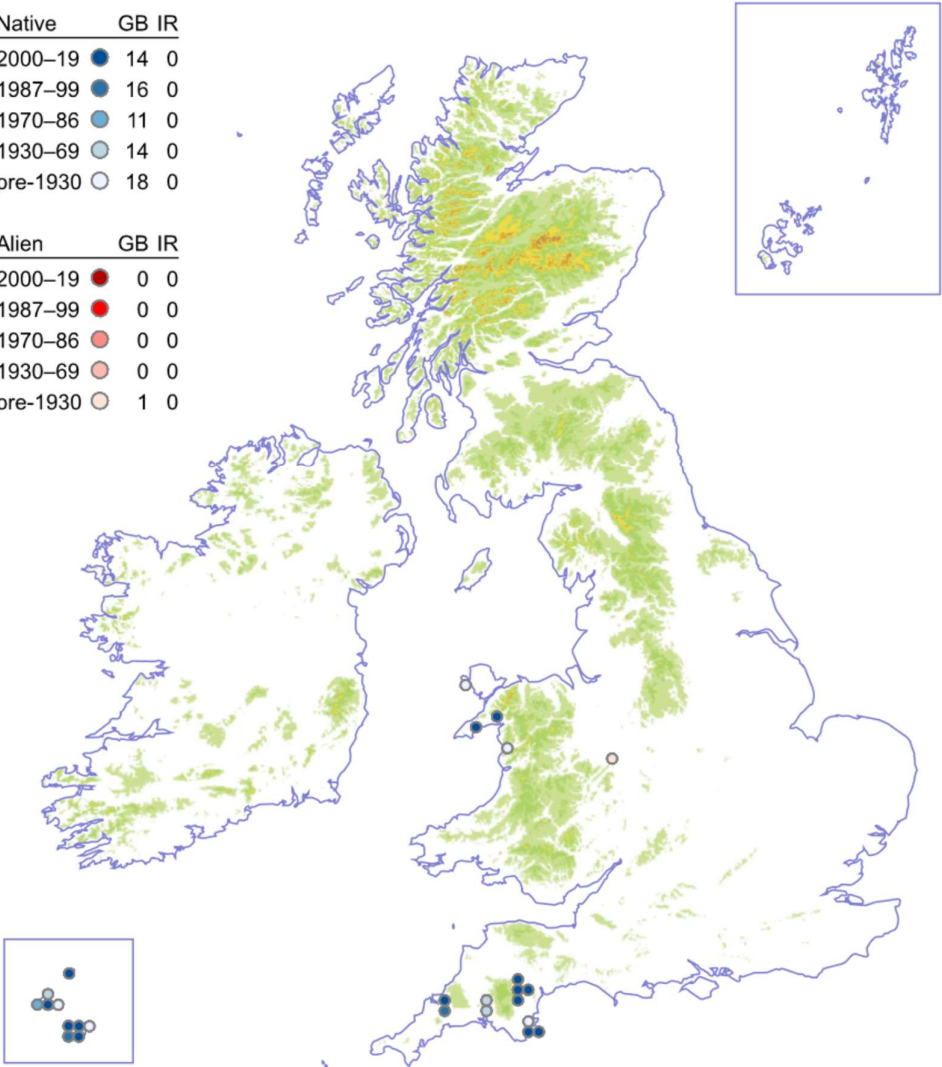 Native GB IR
2000–19 14 0
1987–99 16 0
1970–86 11 0
1930–69 14 0
pre-1930 18 0
Alien GB IR
2000–19 0 0
1987–99 0 0
1970–86 0 0
1930–69 0 0
pre-1930 1 0